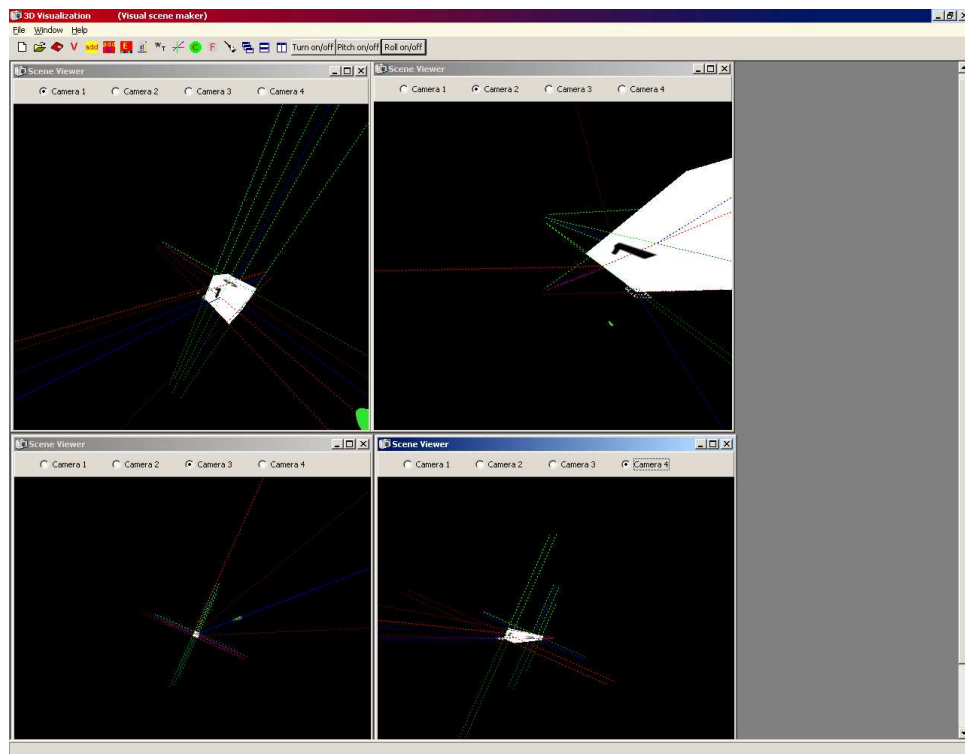 3D Visualization (Visual scene maker)
File Window Help
V add add E W T C F Turn on/off Pitch on/off Roll on/off
Scene Viewer
Camera 1 Camera 2 Camera 3 Camera 4
Scene Viewer
Camera 1 Camera 2 Camera 3 Camera 4
1
Scene Viewer
Camera 1 Camera 2 Camera 3 Camera 4
Scene Viewer
Camera 1 Camera 2 Camera 3 Camera 4